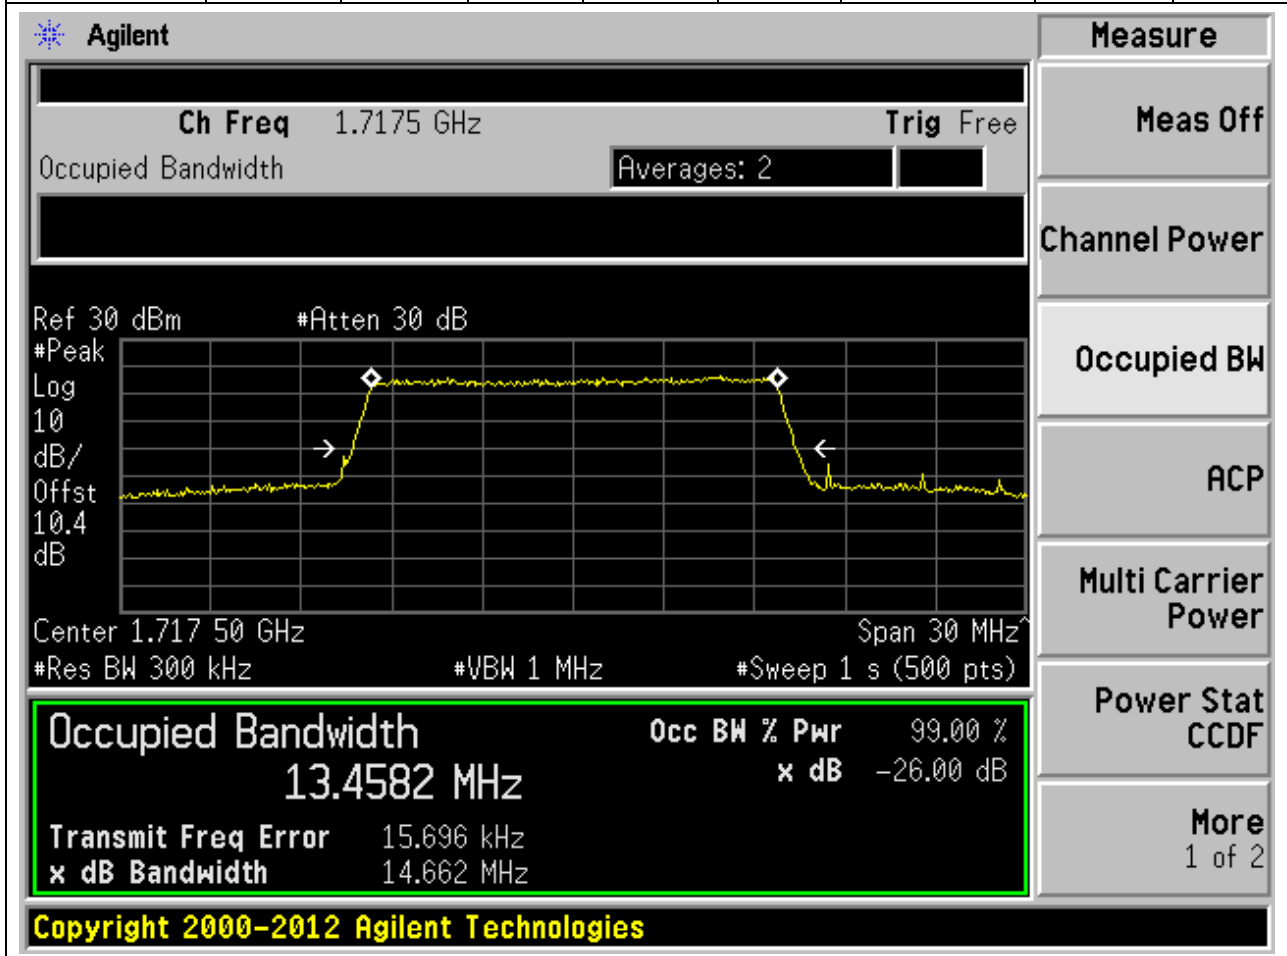 Agilent
Measure
Ch Freq 1.7175 GHz Trig Free
Occupied Bandwidth Averages: 2
Meas Off
Channel Power
Occupied BW
ACP
Multi Carrier
Power
Power Stat
CCDF
More
1 of 2
Ref 30 dBm #Atten 30 dB
#Peak
Log
10
dB/
Offst
10.4
dB
Center 1.717 50 GHz Span 30 MHz^
#Res BW 300 kHz #VBW 1 MHz #Sweep 1 s (500 pts)
Occupied Bandwidth Occ BW % Pwr 99.00 %
13.4582 MHz x dB -26.00 dB
Transmit Freq Error 15.696 kHz
x dB Bandwidth 14.662 MHz
Copyright 2000-2012 Agilent Technologies